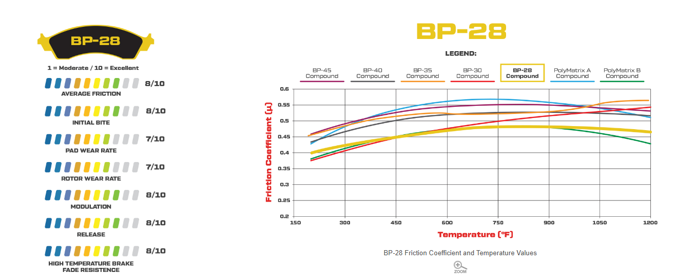 BP-28
1 = Moderate / 10 = Excellent
8/10
AVERAGE FRICTION
8/10
INITIAL BITE
7/10
PAD WEAR RATE
7/10
ROTOR WEAR RATE
8/10
MODULATION
8/10
RELEASE
8/10
HIGH TEMPERATURE BRAKE
FADE RESISTENCE
BP-28
LEGEND:
BP-45 Compound
BP-40 Compound
BP-35 Compound
BP-30 Compound
BP-28 Compound
PolyMatrix A Compound
PolyMatrix B Compound
Friction Coefficient (µ)
0.6
0.55
0.5
0.45
0.4
0.35
0.3
0.25
0.2
150 300 450 600 750 900 1050 1200
Temperature (°F)
BP-28 Friction Coefficient and Temperature Values
ZOOM